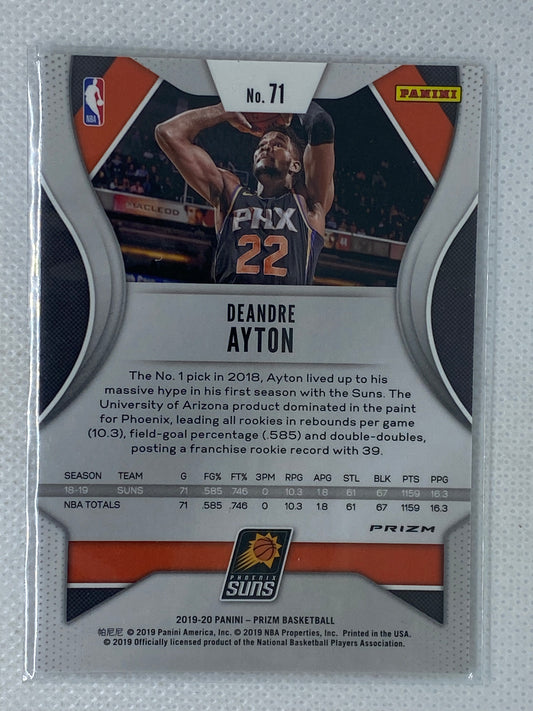 No. 71
PANINI
NBA
MACLEOD
PHX
22
DEANDRE
AYTON
The No. 1 pick in 2018, Ayton lived up to his
massive hype in his first season with the Suns. The
University of Arizona product dominated in the paint
for Phoenix, leading all rookies in rebounds per game
(10.3), field-goal percentage (.585) and double-doubles,
posting a franchise rookie record with 39.
SEASON TEAM G FG% FT% 3PM RPG APG STL BLK PTS PPG
18-19 SUNS 71 .585 .746 0 10.3 1.8 61 67 1159 16.3
NBA TOTALS 71 .585 .746 0 10.3 1.8 61 67 1159 16.3
PRIZM
PHOENIX
SUNS
2019-20 PANINI – PRIZM BASKETBALL
帕尼尼 © 2019 Panini America, Inc. © 2019 NBA Properties, Inc. Printed in the USA.
© 2019 Officially licensed product of the National Basketball Players Association.